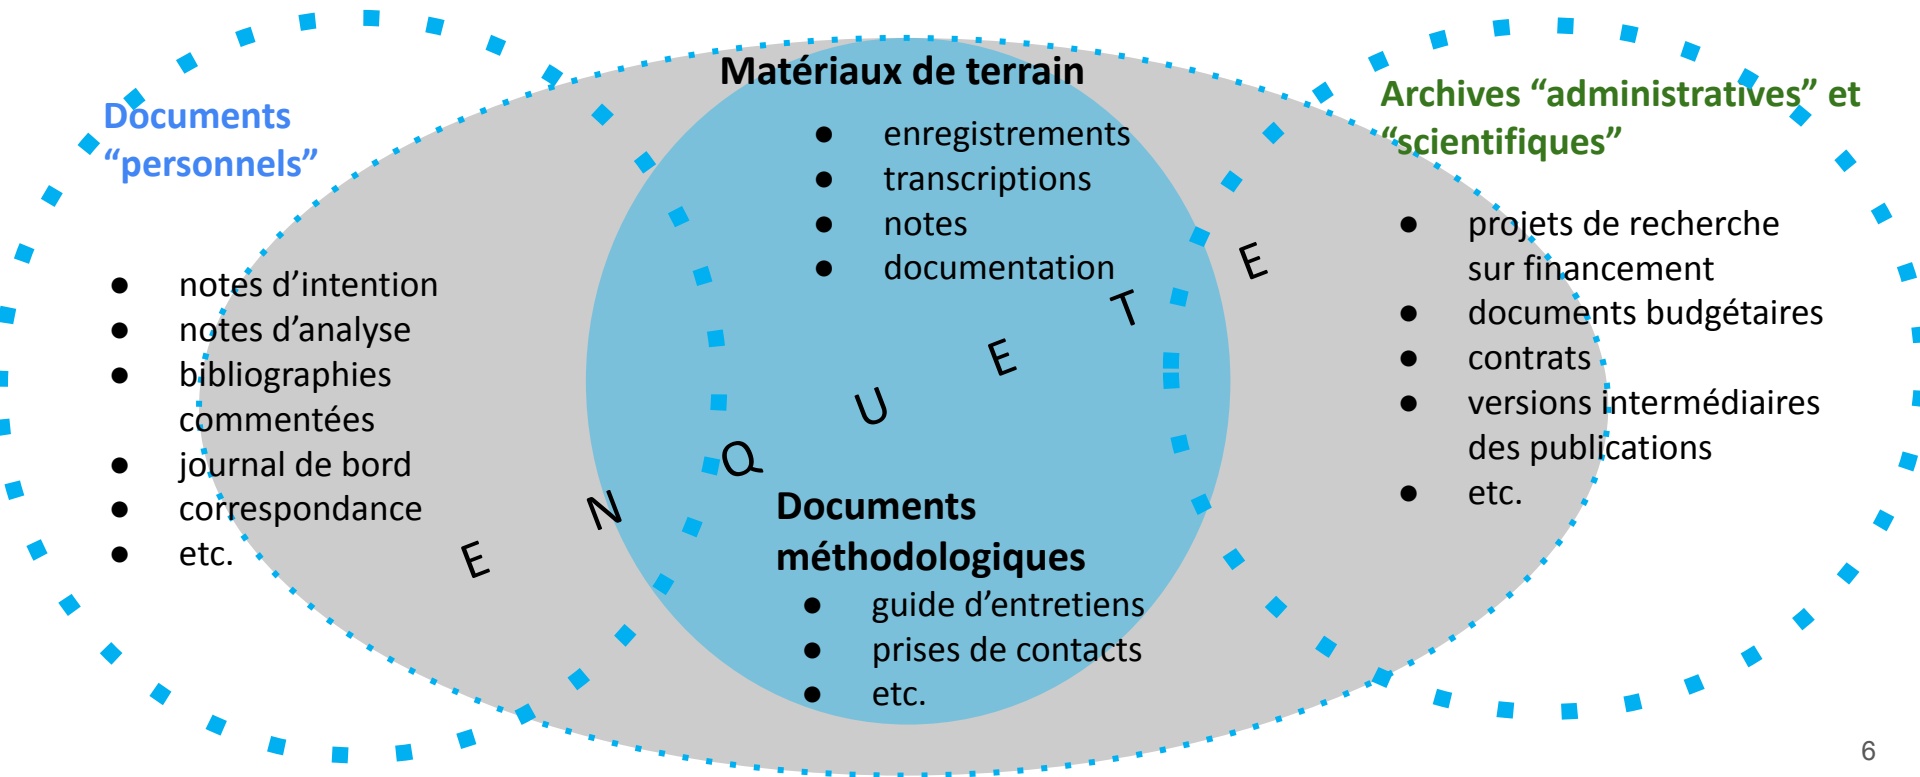 Documents
“personnels”
● notes d’intention
● notes d’analyse
● bibliographies
commentées
● journal de bord
● correspondance
● etc.
Matériaux de terrain
● enregistrements
● transcriptions
● notes
● documentation
E N Q U E T E
Documents
méthodologiques
● guide d’entretiens
● prises de contacts
● etc.
Archives “administratives” et
“scientifiques”
● projets de recherche
sur financement
● documents budgétaires
● contrats
● versions intermédiaires
des publications
● etc.
6